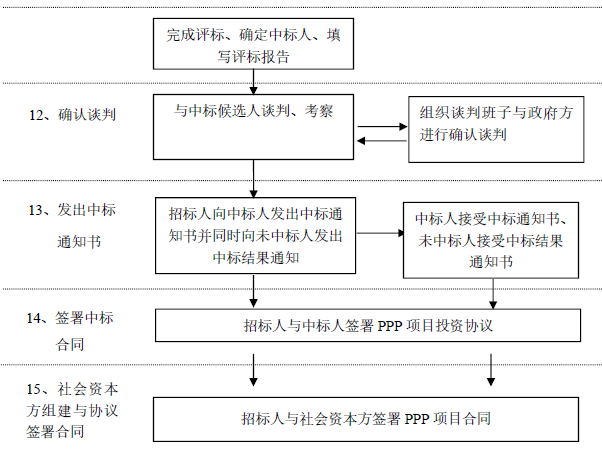 完成评标、确定中标人、填
写评标报告
12、确认谈判
与中标候选人谈判、考察
组织谈判班子与政府方
进行确认谈判
13、发出中标
通知书
招标人向中标人发出中标通
知书并同时向未中标人发出
中标结果通知
中标人接受中标通知书、
未中标人接受中标结果
通知书
14、签署中标
合同
招标人与中标人签署 PPP 项目投资协议
15、社会资本
方组建与协议
签署合同
招标人与社会资本方签署 PPP 项目合同